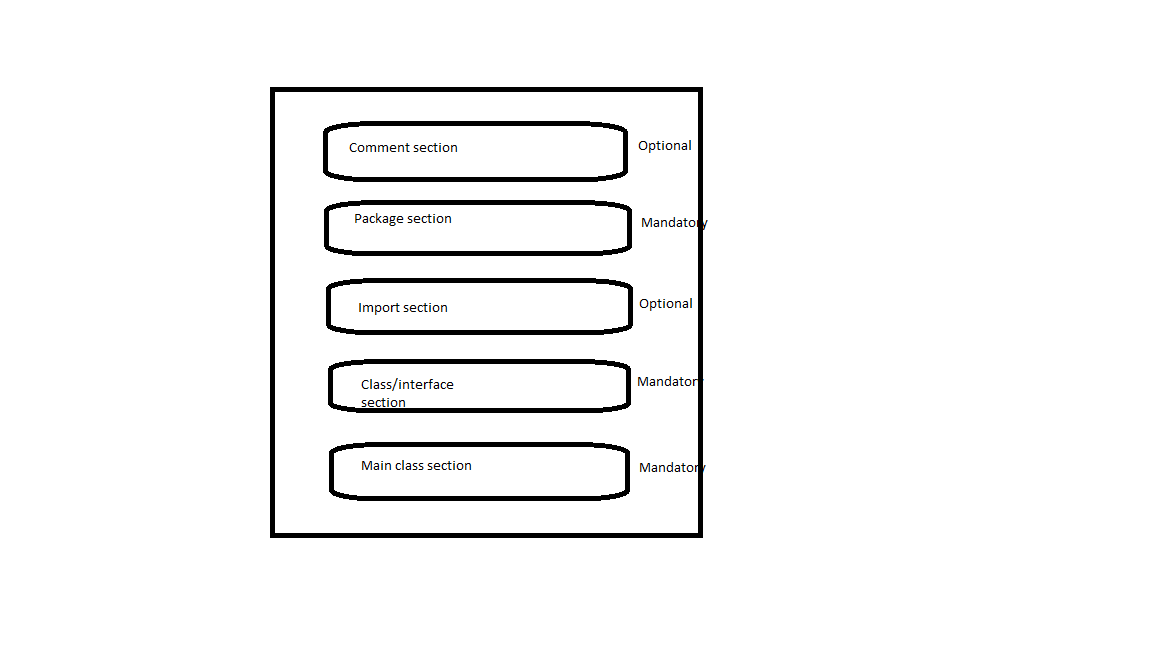 Comment section
Optional
Package section
Mandatory
Import section
Optional
Class/interface
section
Mandatory
Main class section
Mandatory